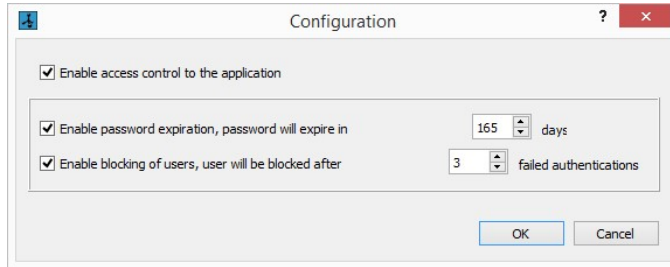 Configuration
?
Enable access control to the application
Enable password expiration, password will expire in 165 days
Enable blocking of users, user will be blocked after 3 failed authentications
OK Cancel